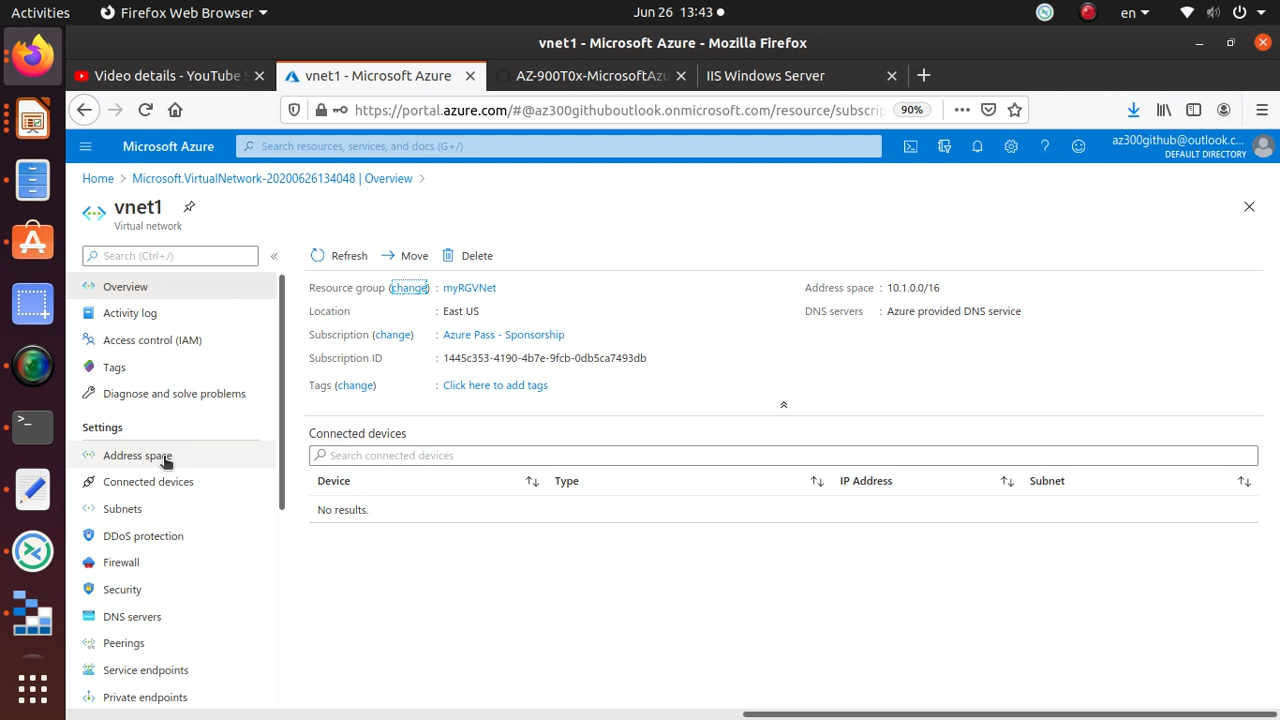 Activities
Firefox Web Browser
Jun 26 13:43
en
vnet1 - Microsoft Azure - Mozilla Firefox
Video details - YouTube S
vnet1 - Microsoft Azure
AZ-900T0x-MicrosoftAzu
IIS Windows Server
https://portal.azure.com/#@az300githuboutlook.onmicrosoft.com/resource/subscrip
90%
Microsoft Azure
Search resources, services, and docs (G+/)
az300github@outlook.c...
DEFAULT DIRECTORY
Home
Microsoft.VirtualNetwork-20200626134048 | Overview
vnet1
Virtual network
Search (Ctrl+/)
«
Overview
Activity log
Access control (IAM)
Tags
Diagnose and solve problems
Settings
Address space
Connected devices
Subnets
DDoS protection
Firewall
Security
DNS servers
Peerings
Service endpoints
Private endpoints
Refresh
Move
Delete
Resource group (change) : myRGVNet
Location : East US
Subscription (change) : Azure Pass - Sponsorship
Subscription ID : 1445c353-4190-4b7e-9fcb-0db5ca7493db
Tags (change) : Click here to add tags
Address space : 10.1.0.0/16
DNS servers : Azure provided DNS service
Connected devices
Search connected devices
Device
Type
IP Address
Subnet
No results.